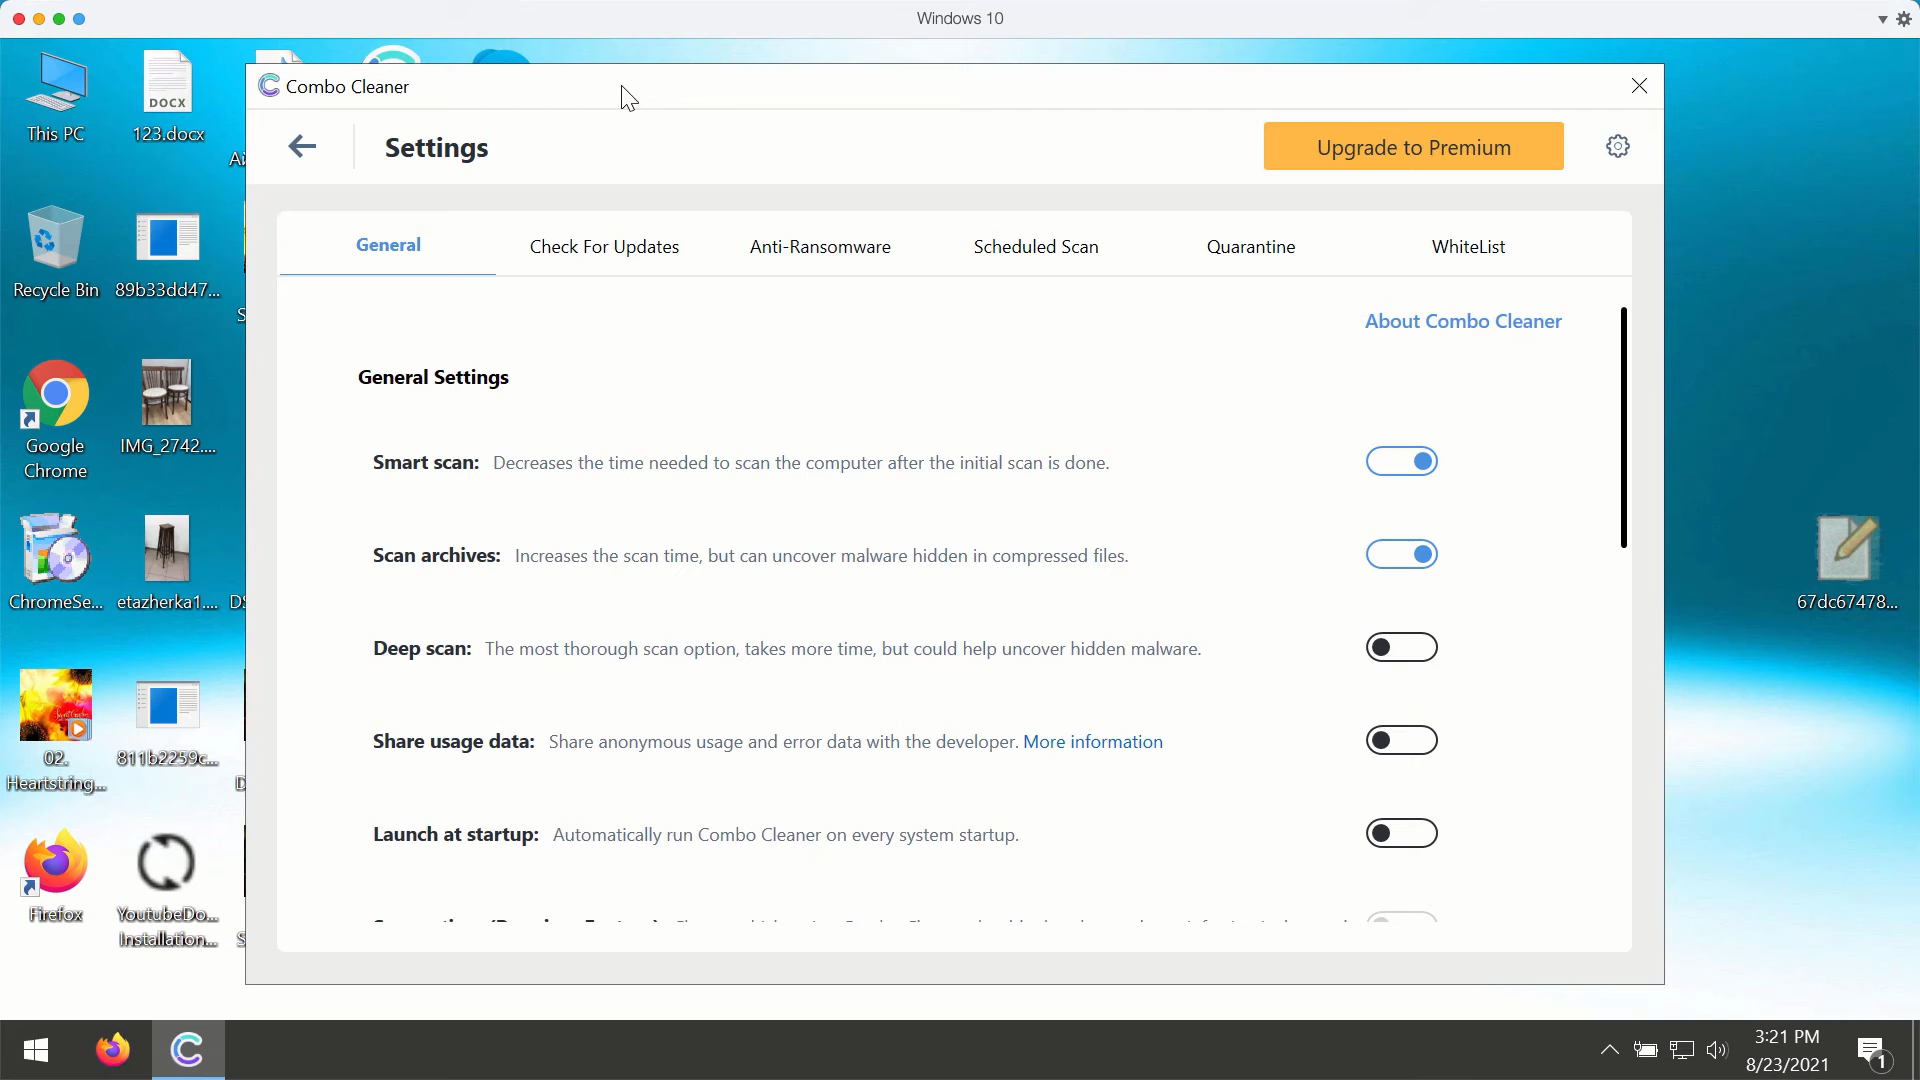 Windows 10
This PC
DOCX
123.docx
Recycle Bin
89b33dd47...
Google
Chrome
IMG_2742....
ChromeSe...
etazherka1....
02.
Heartstring...
811b2259c...
Firefox
YoutubeDo...
Installation...
Combo Cleaner
Settings
Upgrade to Premium
General
Check For Updates
Anti-Ransomware
Scheduled Scan
Quarantine
WhiteList
About Combo Cleaner
General Settings
Smart scan: Decreases the time needed to scan the computer after the initial scan is done.
Scan archives: Increases the scan time, but can uncover malware hidden in compressed files.
Deep scan: The most thorough scan option, takes more time, but could help uncover hidden malware.
Share usage data: Share anonymous usage and error data with the developer. More information
Launch at startup: Automatically run Combo Cleaner on every system startup.
67dc67478...
3:21 PM
8/23/2021
1